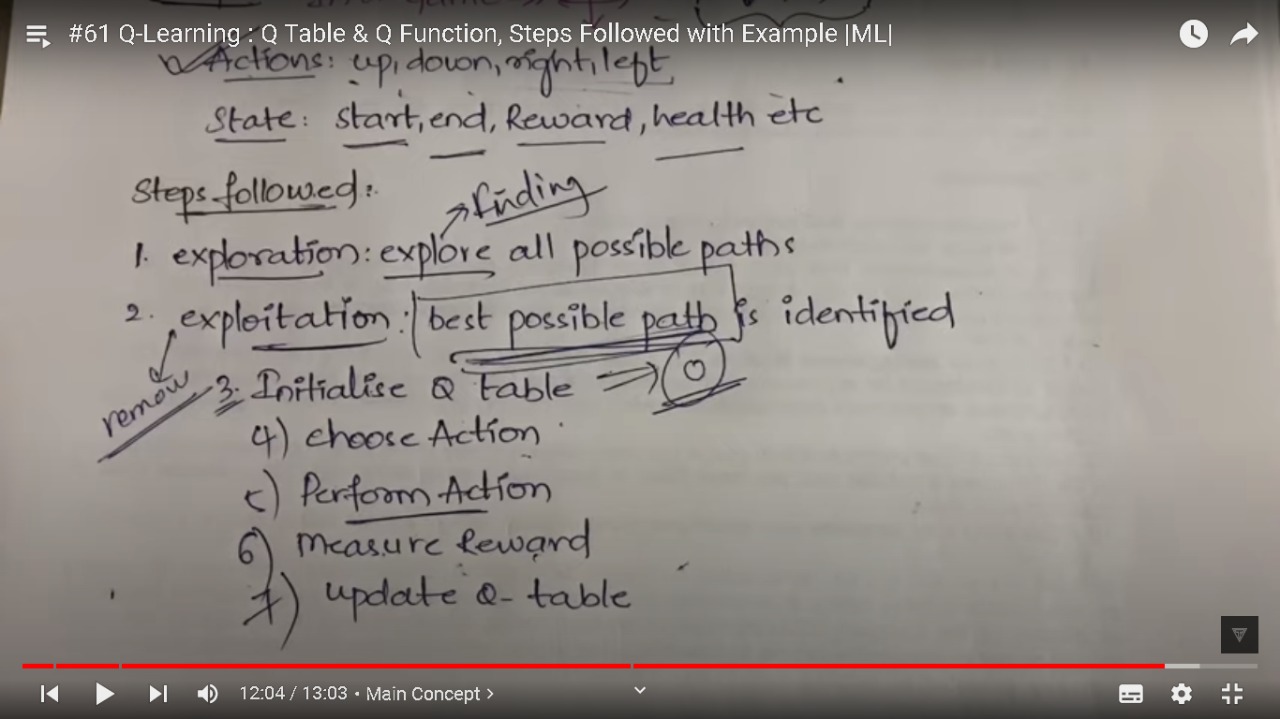 #61 Q-Learning : Q Table & Q Function, Steps Followed with Example |ML|
Actions: up, down, right, left
State: start, end, Reward, health etc
Steps followed:
finding
1. exploration: explore all possible paths
2. exploitation: best possible path is identified
3. Initialise Q table ⇒ 0
4) choose Action
5) Perform Action
6) Measure Reward
7) update Q-table
12:04 / 13:03 • Main Concept >